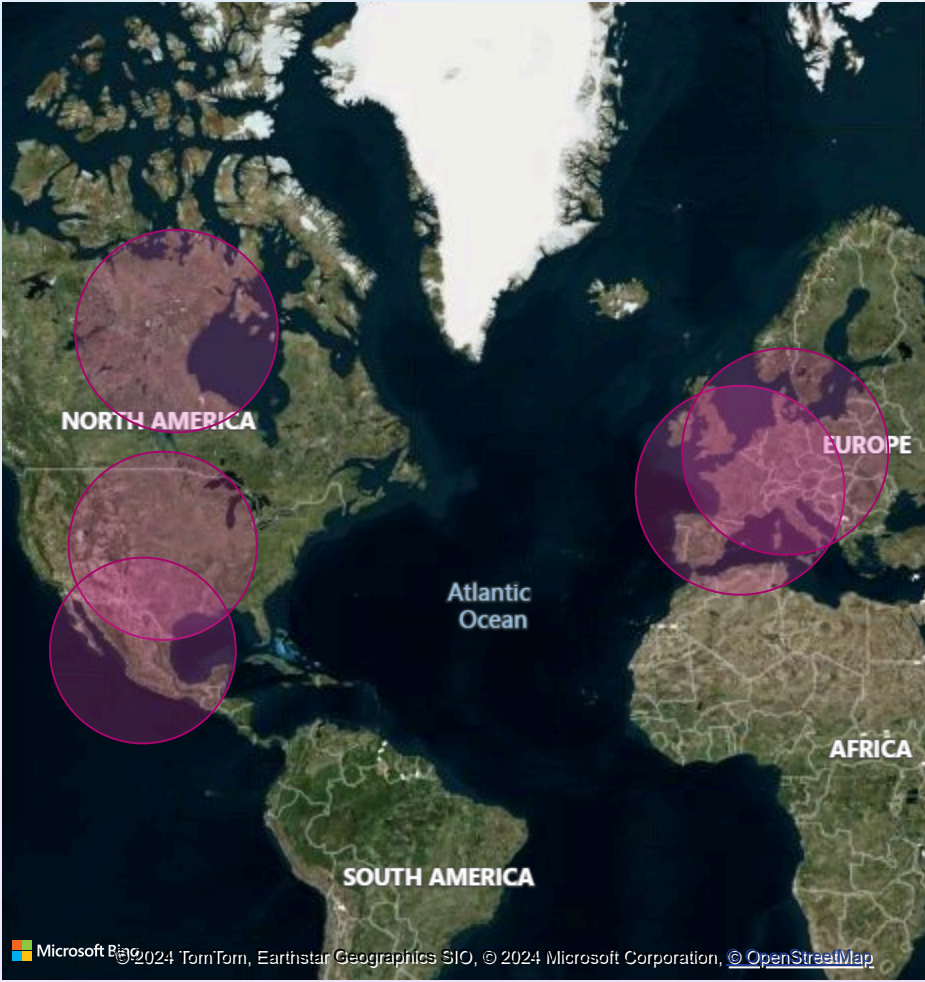 NORTH AMERICA
EUROPE
Atlantic
Ocean
AFRICA
SOUTH AMERICA
Microsoft Bing
©2024 TomTom, Earthstar Geographics SIO, © 2024 Microsoft Corporation, © OpenStreetMap